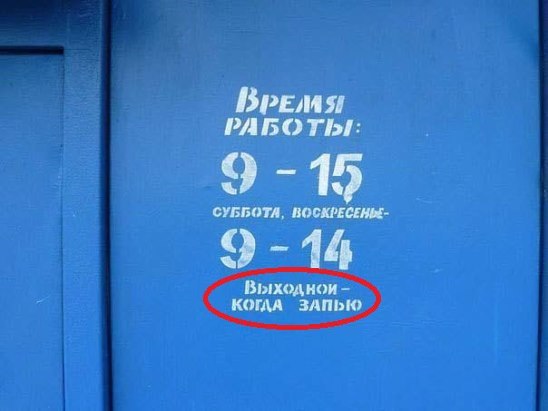 Время
работы:
9 - 15
суббота, воскресенье-
9 - 14
Выходной -
когда запью